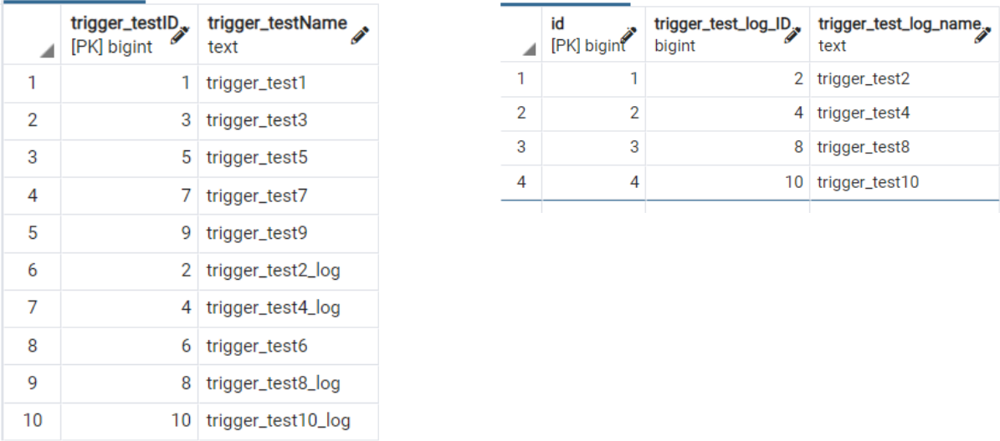 trigger_testID trigger_testName
[PK] bigint text
1 1 trigger_test1
2 3 trigger_test3
3 5 trigger_test5
4 7 trigger_test7
5 9 trigger_test9
6 2 trigger_test2_log
7 4 trigger_test4_log
8 6 trigger_test6
9 8 trigger_test8_log
10 10 trigger_test10_log
id trigger_test_log_ID trigger_test_log_name
[PK] bigint bigint text
1 1 2 trigger_test2
2 2 4 trigger_test4
3 3 8 trigger_test8
4 4 10 trigger_test10